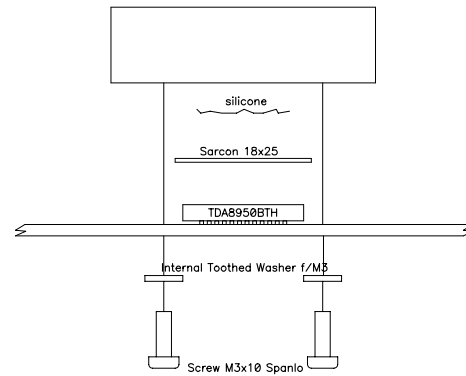 silicone
Sarcon 18x25
TDA8950BTH
Internal Toothed Washer f/M3
Screw M3x10 Spanlo